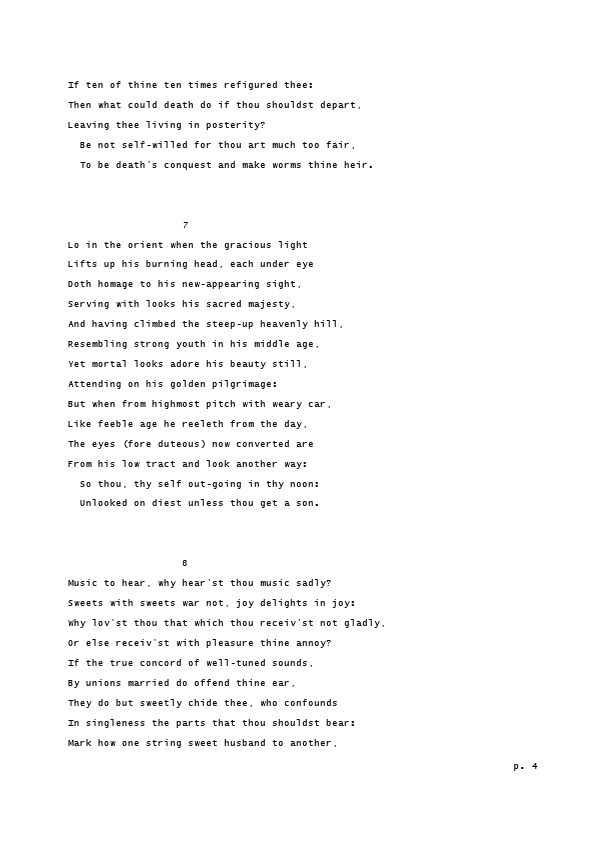 If ten of thine ten times refigured thee:
Then what could death do if thou shouldst depart,
Leaving thee living in posterity?
Be not self-willed for thou art much too fair,
To be death's conquest and make worms thine heir.
7
Lo in the orient when the gracious light
Lifts up his burning head, each under eye
Doth homage to his new-appearing sight,
Serving with looks his sacred majesty,
And having climbed the steep-up heavenly hill,
Resembling strong youth in his middle age,
Yet mortal looks adore his beauty still,
Attending on his golden pilgrimage:
But when from highmost pitch with weary car,
Like feeble age he reeleth from the day,
The eyes (fore duteous) now converted are
From his low tract and look another way:
So thou, thy self out-going in thy noon:
Unlooked on diest unless thou get a son.
8
Music to hear, why hear'st thou music sadly?
Sweets with sweets war not, joy delights in joy:
Why lov'st thou that which thou receiv'st not gladly,
Or else receiv'st with pleasure thine annoy?
If the true concord of well-tuned sounds,
By unions married do offend thine ear,
They do but sweetly chide thee, who confounds
In singleness the parts that thou shouldst bear:
Mark how one string sweet husband to another,
p. 4